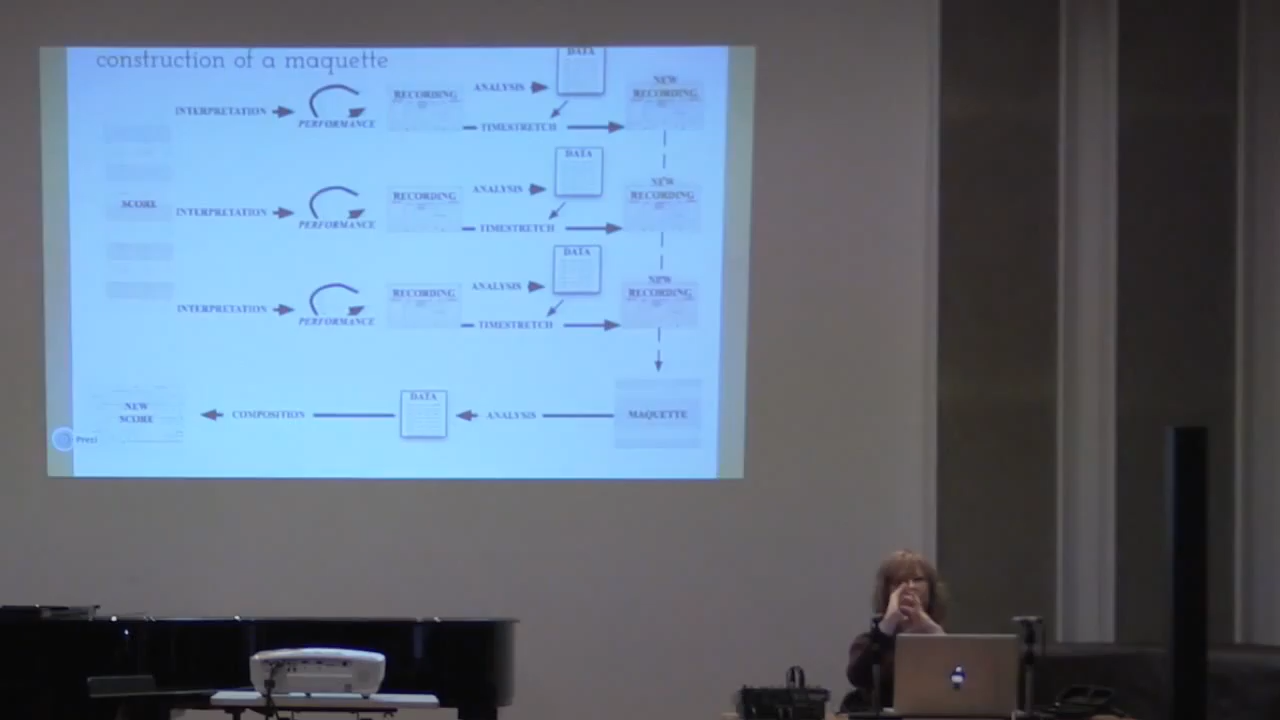 construction of a maquette
DATA
NEW
RECORDING
ANALYSIS
RECORDING
INTERPRETATION
PERFORMANCE
TIMESTRETCH
DATA
NEW
RECORDING
ANALYSIS
RECORDING
SCORE
INTERPRETATION
PERFORMANCE
TIMESTRETCH
DATA
NEW
RECORDING
ANALYSIS
RECORDING
INTERPRETATION
PERFORMANCE
TIMESTRETCH
NEW
SCORE
COMPOSITION
DATA
ANALYSIS
MAQUETTE
Prezi